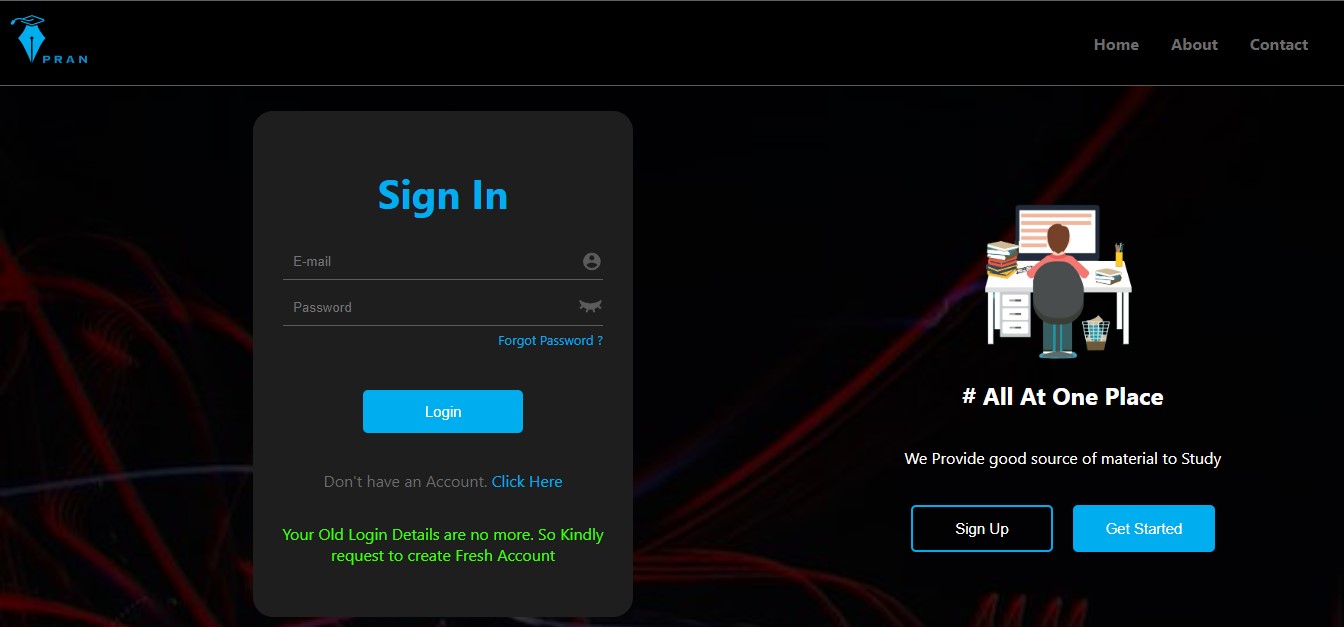 PRAN
Home
About
Contact
Sign In
E-mail
Password
Forgot Password ?
Login
Don't have an Account. Click Here
Your Old Login Details are no more. So Kindly
request to create Fresh Account
# All At One Place
We Provide good source of material to Study
Sign Up
Get Started